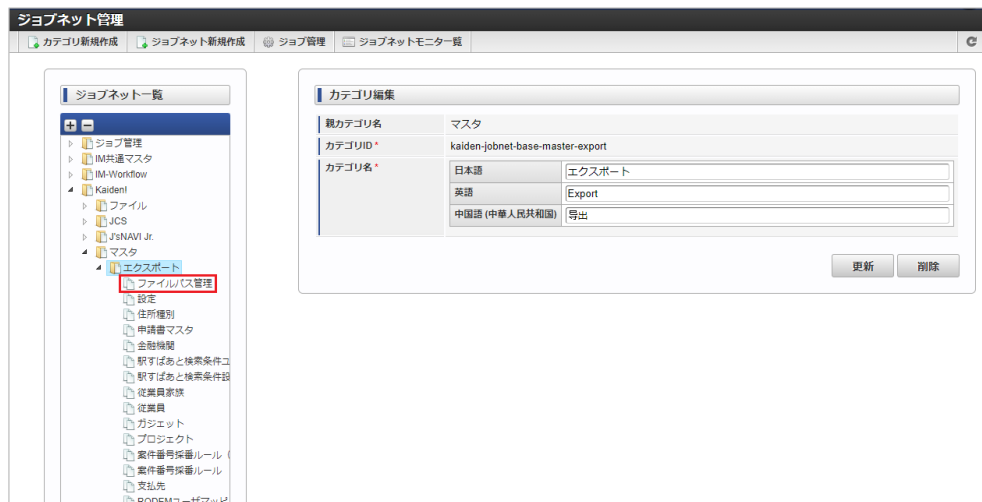 ジョブネット管理
カテゴリ新規作成 ジョブネット新規作成 ジョブ管理 ジョブネットモニター覧
ジョブネット一覧
ジョブ管理
IM共通マスタ
IM-Workflow
Kaiden!
ファイル
JCS
J'sNAVI Jr.
マスタ
エクスポート
ファイルパス管理
設定
住所種別
申請書マスタ
金融機関
駅すぱあと検索条件ユ
駅すぱあと検索条件設
従業員家族
従業員
ガジェット
プロジェクト
案件番号採番ルール（
案件番号採番ルール
支払先
カテゴリ編集
親カテゴリ名 マスタ
カテゴリID * kaiden-jobnet-base-master-export
カテゴリ名 *
日本語 エクスポート
英語 Export
中国語 (中華人民共和国) 导出
更新 削除